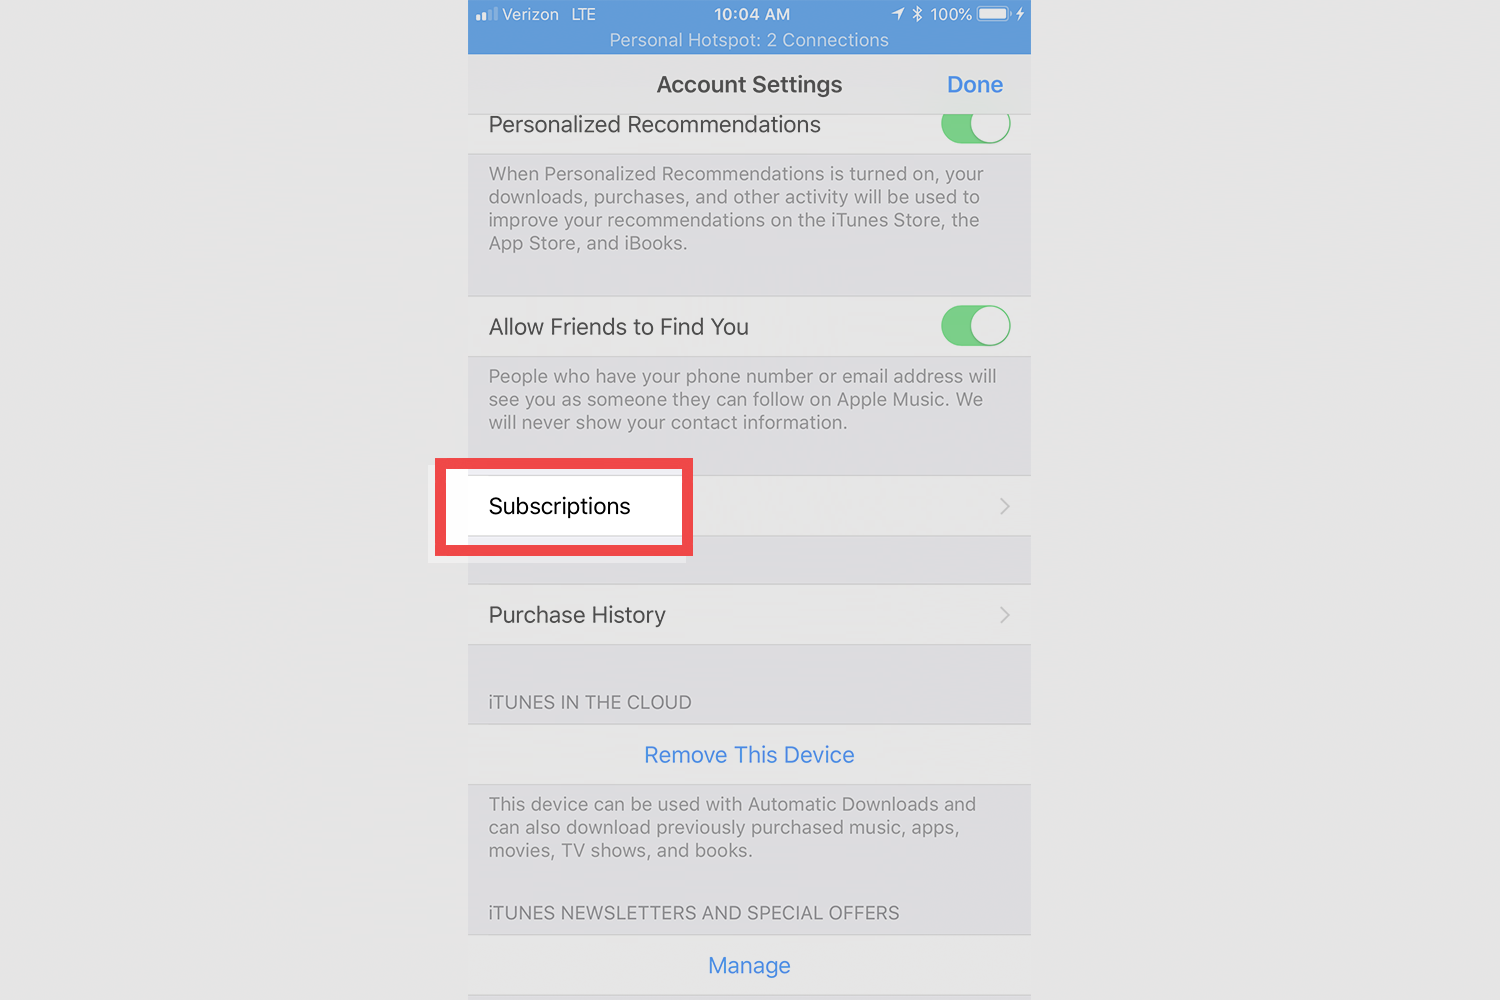 Verizon LTE 10:04 AM 100%
Personal Hotspot: 2 Connections
Account Settings Done
Personalized Recommendations
When Personalized Recommendations is turned on, your
downloads, purchases, and other activity will be used to
improve your recommendations on the iTunes Store, the
App Store, and iBooks.
Allow Friends to Find You
People who have your phone number or email address will
see you as someone they can follow on Apple Music. We
will never show your contact information.
Subscriptions
Purchase History
iTUNES IN THE CLOUD
Remove This Device
This device can be used with Automatic Downloads and
can also download previously purchased music, apps,
movies, TV shows, and books.
iTUNES NEWSLETTERS AND SPECIAL OFFERS
Manage